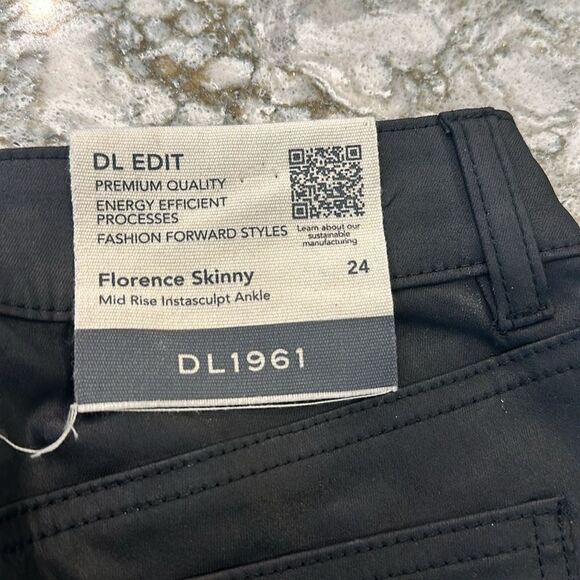 DL EDIT
PREMIUM QUALITY
ENERGY EFFICIENT
PROCESSES
FASHION FORWARD STYLES
Learn about our
sustainable
manufacturing
Florence Skinny 24
Mid Rise Instasculpt Ankle
DL1961